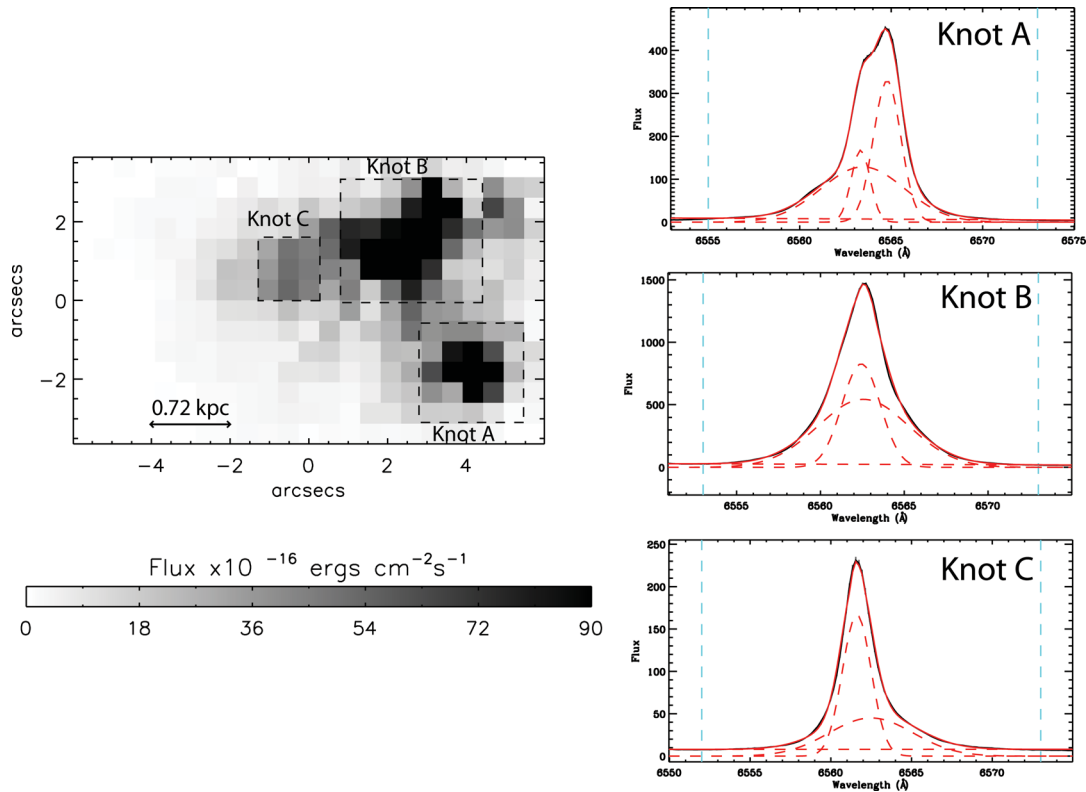 Knot B
Knot C
0.72 kpc
Knot A
arcsecs
2
0
−2
−4
−2
0
2
4
arcsecs
Flux x10 −16 ergs cm−2s−1
0
18
36
54
72
90
Knot A
Flux
400
300
200
100
0
6555
6560
6565
6570
6575
Wavelength (Å)
Knot B
Flux
1500
1000
500
0
6555
6560
6565
6570
Wavelength (Å)
Knot C
Flux
250
200
150
100
50
0
6550
6555
6560
6565
6570
Wavelength (Å)